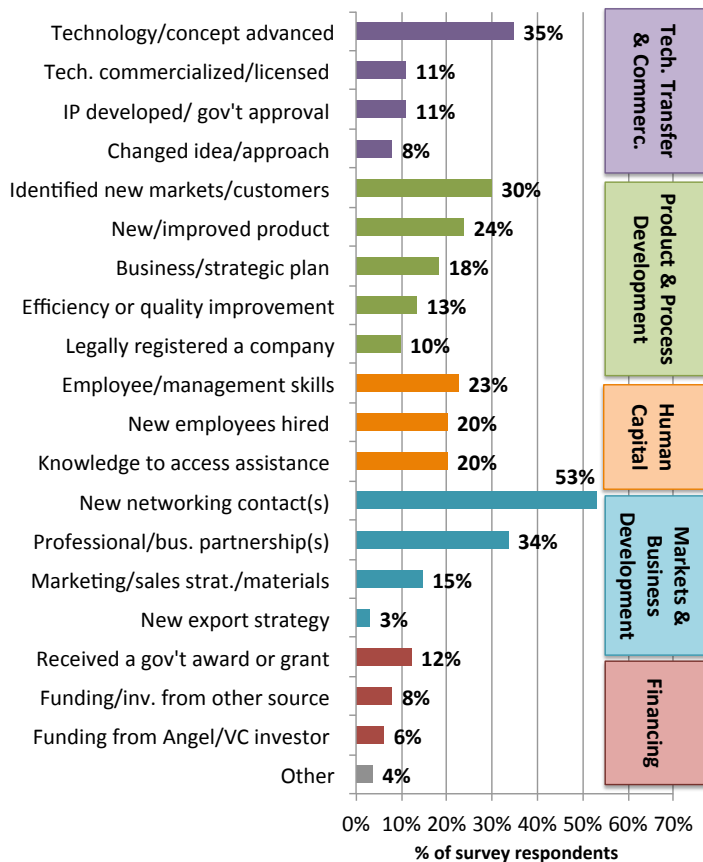 Technology/concept advanced 35%
Tech. commercialized/licensed 11%
IP developed/ gov't approval 11%
Changed idea/approach 8%
Tech. Transfer
& Commerc.
Identified new markets/customers 30%
New/improved product 24%
Business/strategic plan 18%
Efficiency or quality improvement 13%
Legally registered a company 10%
Product & Process
Development
Employee/management skills 23%
New employees hired 20%
Knowledge to access assistance 20%
Human
Capital
New networking contact(s) 53%
Professional/bus. partnership(s) 34%
Marketing/sales strat./materials 15%
New export strategy 3%
Markets &
Business
Development
Received a gov't award or grant 12%
Funding/inv. from other source 8%
Funding from Angel/VC investor 6%
Financing
Other 4%
0% 10% 20% 30% 40% 50% 60% 70%
% of survey respondents